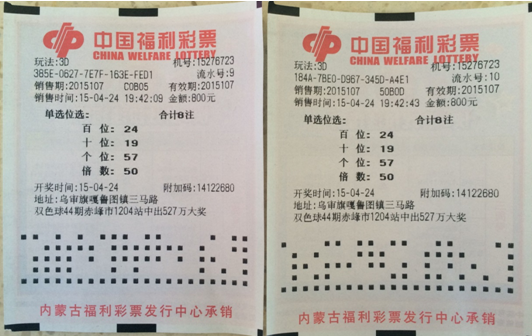 中国福利彩票
CHINA WELFARE LOTTERY
玩法:3D 机号:15276723
385E-0627-7E7F-163E-FED1 流水号:9
销售期:2015107 C0B05 有效期:2015107
销售时间:15-04-24 19:42:09 金额:800元
单选位选: 合计8注
百 位: 24
十 位: 19
个 位: 57
倍 数: 50
开奖时间:15-04-24 附加码:14122680
地址:乌审旗嘎鲁图镇三马路
双色球44期赤峰市1204站中出527万大奖
内蒙古福利彩票发行中心承销
中国福利彩票
CHINA WELFARE LOTTERY
玩法:3D 机号:15276723
184A-7BE0-D967-345D-A4E1 流水号:10
销售期:2015107 50B0D 有效期:2015107
销售时间:15-04-24 19:42:43 金额:800元
单选位选: 合计8注
百 位: 24
十 位: 19
个 位: 57
倍 数: 50
开奖时间:15-04-24 附加码:14122680
地址:乌审旗嘎鲁图镇三马路
双色球44期赤峰市1204站中出527万大奖
内蒙古福利彩票发行中心承销